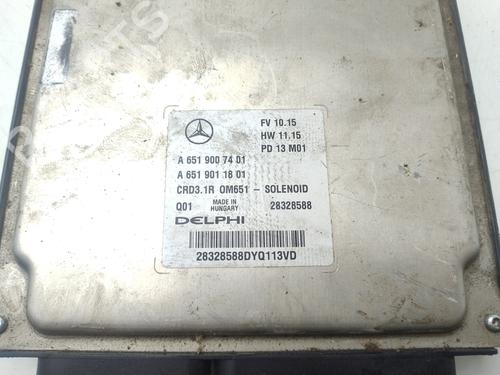 FV 10.15
HW 11.15
PD 13 M01
A 651 900 74 01
A 651 901 18 01
CRD3.1R OM651 - SOLENOID
Q01 MADE IN HUNGARY 28328588
DELPHI
28328588DYQ113VD